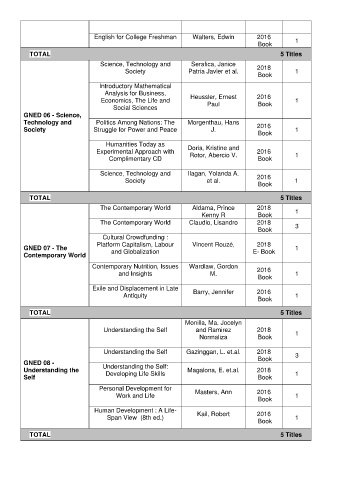 English for College Freshman Walters, Edwin 2016 Book 1
TOTAL 5 Titles
GNED 06 - Science, Technology and Society
Science, Technology and Society Serafica, Janice Patria Javier et al. 2018 Book 1
Introductory Mathematical Analysis for Business, Economics, The Life and Social Sciences Heussler, Ernest Paul 2016 Book 1
Politics Among Nations: The Struggle for Power and Peace Morgenthau, Hans J. 2016 Book 1
Humanities Today as Experimental Approach with Complimentary CD Doria, Kristine and Rotor, Abercio V. 2016 Book 1
Science, Technology and Society Ilagan, Yolanda A. et al. 2016 Book 1
TOTAL 5 Titles
GNED 07 - The Contemporary World
The Contemporary World Aldama, Prince Kenny R 2018 Book 1
The Contemporary World Claudio, Lisandro 2018 Book 3
Cultural Crowdfunding : Platform Capitalism, Labour and Globalization Vincent Rouzé, 2018 E- Book 1
Contemporary Nutrition, Issues and Insights Wardlaw, Gordon M. 2016 Book 1
Exile and Displacement in Late Antiquity Barry, Jennifer 2016 Book 1
TOTAL 5 Titles
GNED 08 - Understanding the Self
Understanding the Self Morilla, Ma. Jocelyn and Ramirez Normaliza 2018 Book 1
Understanding the Self Gazinggan, L. et.al. 2018 Book 3
Understanding the Self: Developing Life Skills Magalona, E. et.al. 2018 Book 1
Personal Development for Work and Life Masters, Ann 2016 Book 1
Human Development : A Life-Span View (8th ed.) Kail, Robert 2016 Book 1
TOTAL 5 Titles